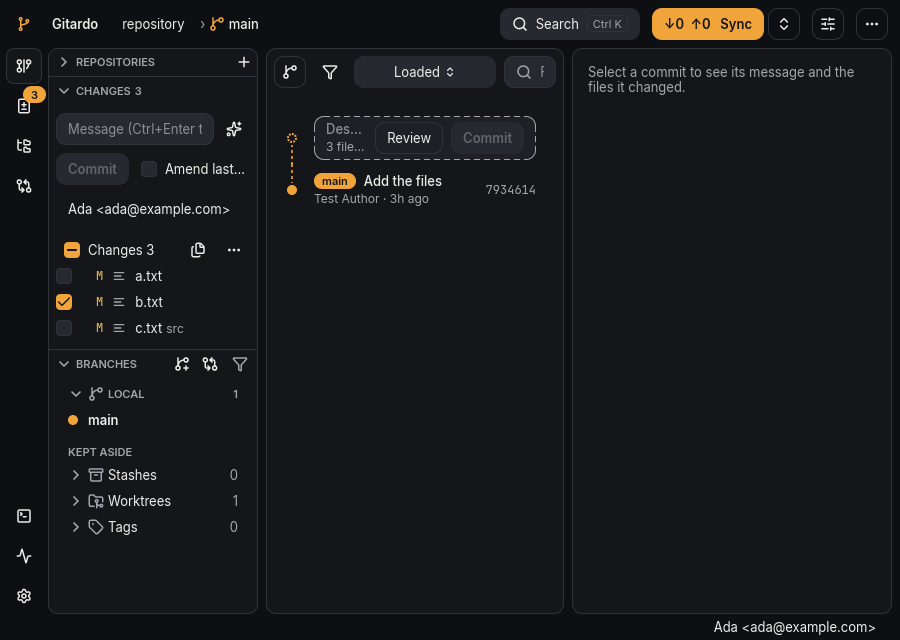 Gitardo repository › main
Search Ctrl K
↓0 ↑0 Sync
REPOSITORIES
3
CHANGES 3
Message (Ctrl+Enter t
Commit Amend last...
Ada <ada@example.com>
Changes 3
M a.txt
M b.txt
M c.txt src
BRANCHES
LOCAL 1
main
KEPT ASIDE
Stashes 0
Worktrees 1
Tags 0
Loaded
Des...
3 file...
Review Commit
main Add the files
Test Author · 3h ago
7934614
Select a commit to see its message and the
files it changed.
Ada <ada@example.com>